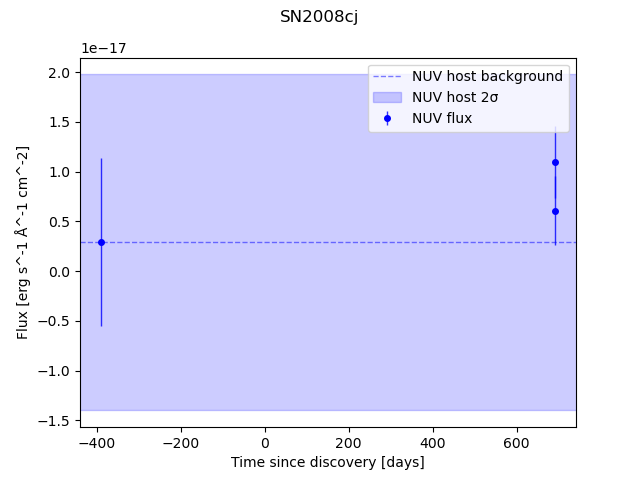 SN2008cj
1e−17
NUV host background
NUV host 2σ
NUV flux
2.0
1.5
1.0
0.5
0.0
−0.5
−1.0
−1.5
Flux [erg s^-1 Å^-1 cm^-2]
−400 −200 0 200 400 600
Time since discovery [days]